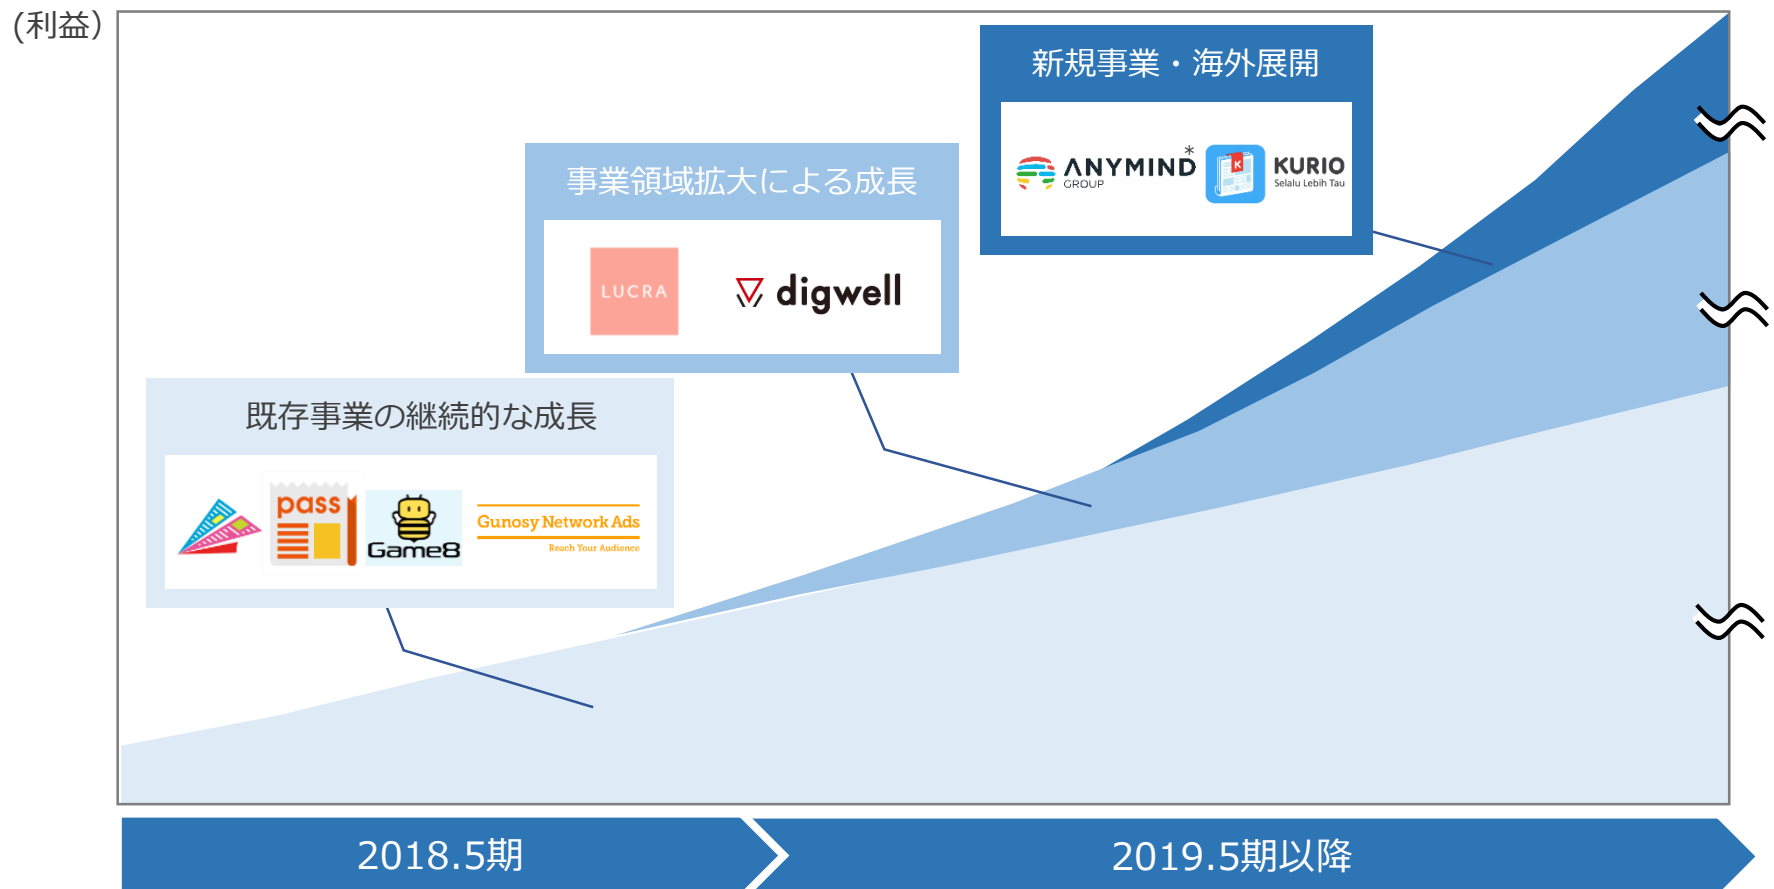 (利益)
新規事業・海外展開
ANYMIND*
GROUP
K
KURIO
Selalu Lebih Tau
事業領域拡大による成長
LUCRA
digwell
既存事業の継続的な成長
pass
Game8
Gunosy Network Ads
Reach Your Audience
2018.5期
2019.5期以降